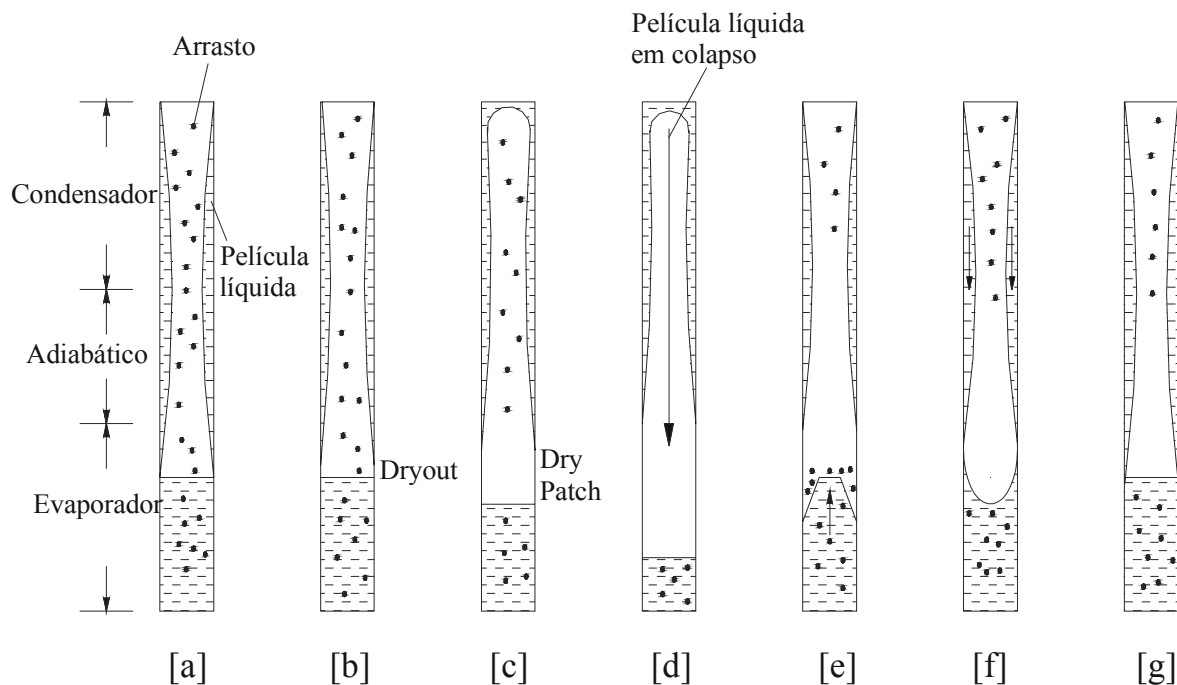 Arrasto
Película líquida
em colapso
Condensador
Película
líquida
Adiabático
Evaporador
Dryout
Dry
Patch
[a] [b] [c] [d] [e] [f] [g]